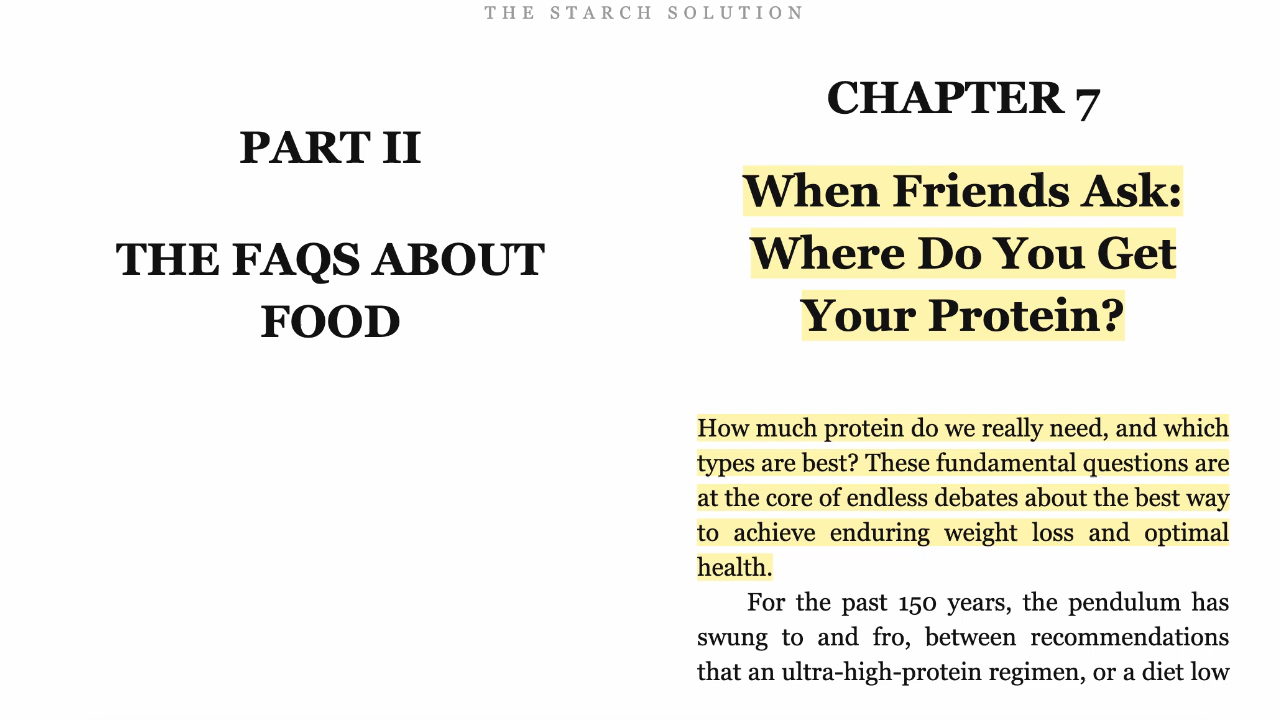 THE STARCH SOLUTION
PART II
THE FAQS ABOUT
FOOD
CHAPTER 7
When Friends Ask:
Where Do You Get
Your Protein?
How much protein do we really need, and which
types are best? These fundamental questions are
at the core of endless debates about the best way
to achieve enduring weight loss and optimal
health.
For the past 150 years, the pendulum has
swung to and fro, between recommendations
that an ultra-high-protein regimen, or a diet low